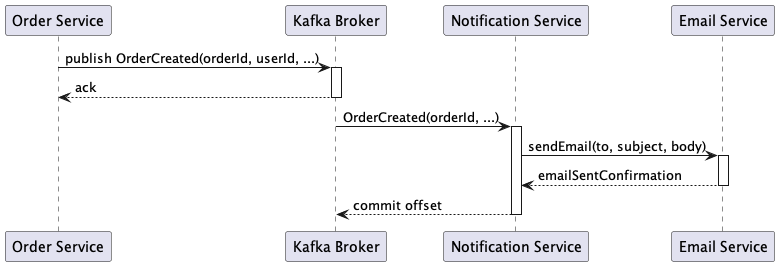 Order Service
Kafka Broker
Notification Service
Email Service
publish OrderCreated(orderId, userId, ...)
ack
OrderCreated(orderId, ...)
sendEmail(to, subject, body)
emailSentConfirmation
commit offset
Order Service
Kafka Broker
Notification Service
Email Service